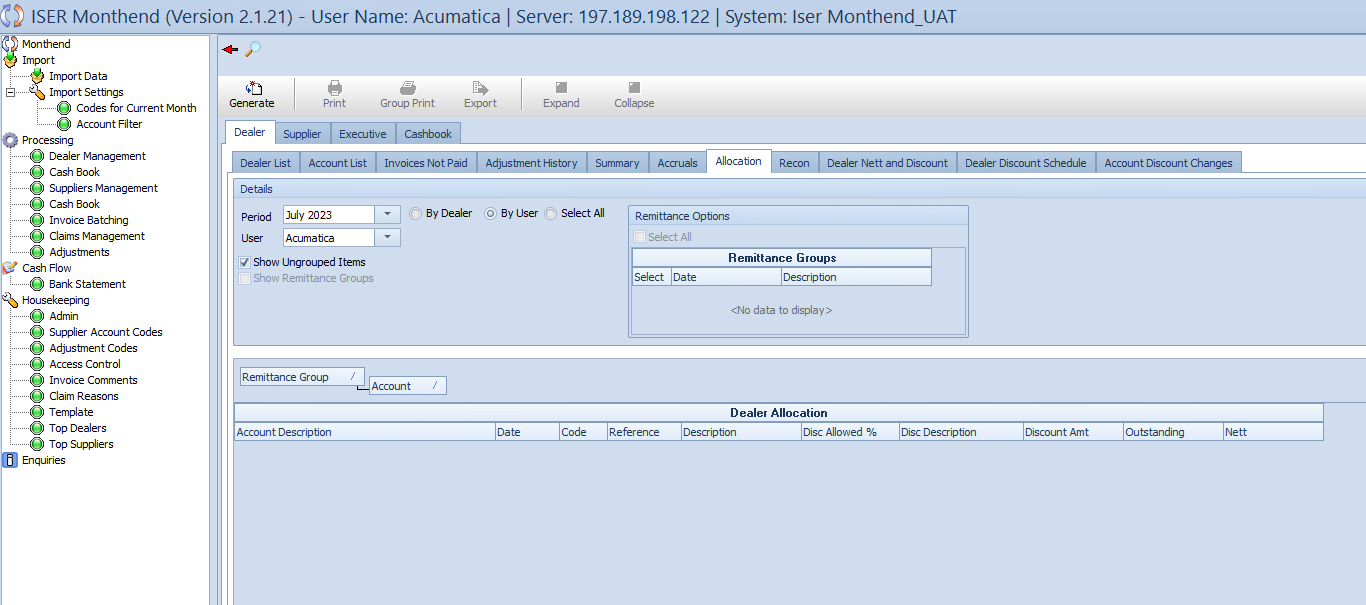 ISER Monthend (Version 2.1.21) - User Name: Acumatica | Server: 197.189.198.122 | System: Iser Monthend_UAT
Monthend
Import
Import Data
Import Settings
Codes for Current Month
Account Filter
Processing
Dealer Management
Cash Book
Suppliers Management
Cash Book
Invoice Batching
Claims Management
Adjustments
Cash Flow
Bank Statement
Housekeeping
Admin
Supplier Account Codes
Adjustment Codes
Access Control
Invoice Comments
Claim Reasons
Template
Top Dealers
Top Suppliers
Enquiries
Generate Print Group Print Export Expand Collapse
Dealer Supplier Executive Cashbook
Dealer List Account List Invoices Not Paid Adjustment History Summary Accruals Allocation Recon Dealer Nett and Discount Dealer Discount Schedule Account Discount Changes
Details
Period July 2023 By Dealer By User Select All
User Acumatica
Show Ungrouped Items
Show Remittance Groups
Remittance Options
Select All
Remittance Groups
Select Date Description
<No data to display>
Remittance Group /
Account /
Dealer Allocation
Account Description Date Code Reference Description Disc Allowed % Disc Description Discount Amt Outstanding Nett